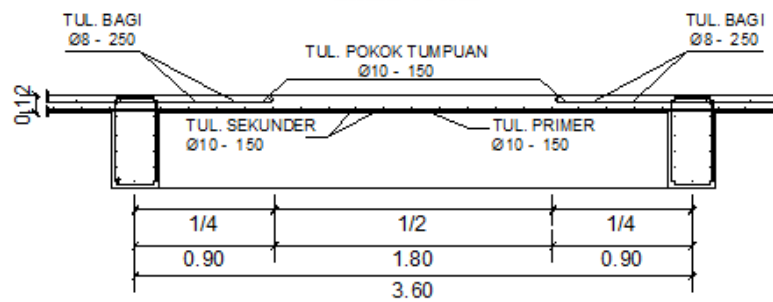 TUL. BAGI
Ø8 - 250
TUL. POKOK TUMPUAN
Ø10 - 150
TUL. BAGI
Ø8 - 250
0.12
TUL. SEKUNDER
Ø10 - 150
TUL. PRIMER
Ø10 - 150
1/4
1/2
1/4
0.90
1.80
0.90
3.60